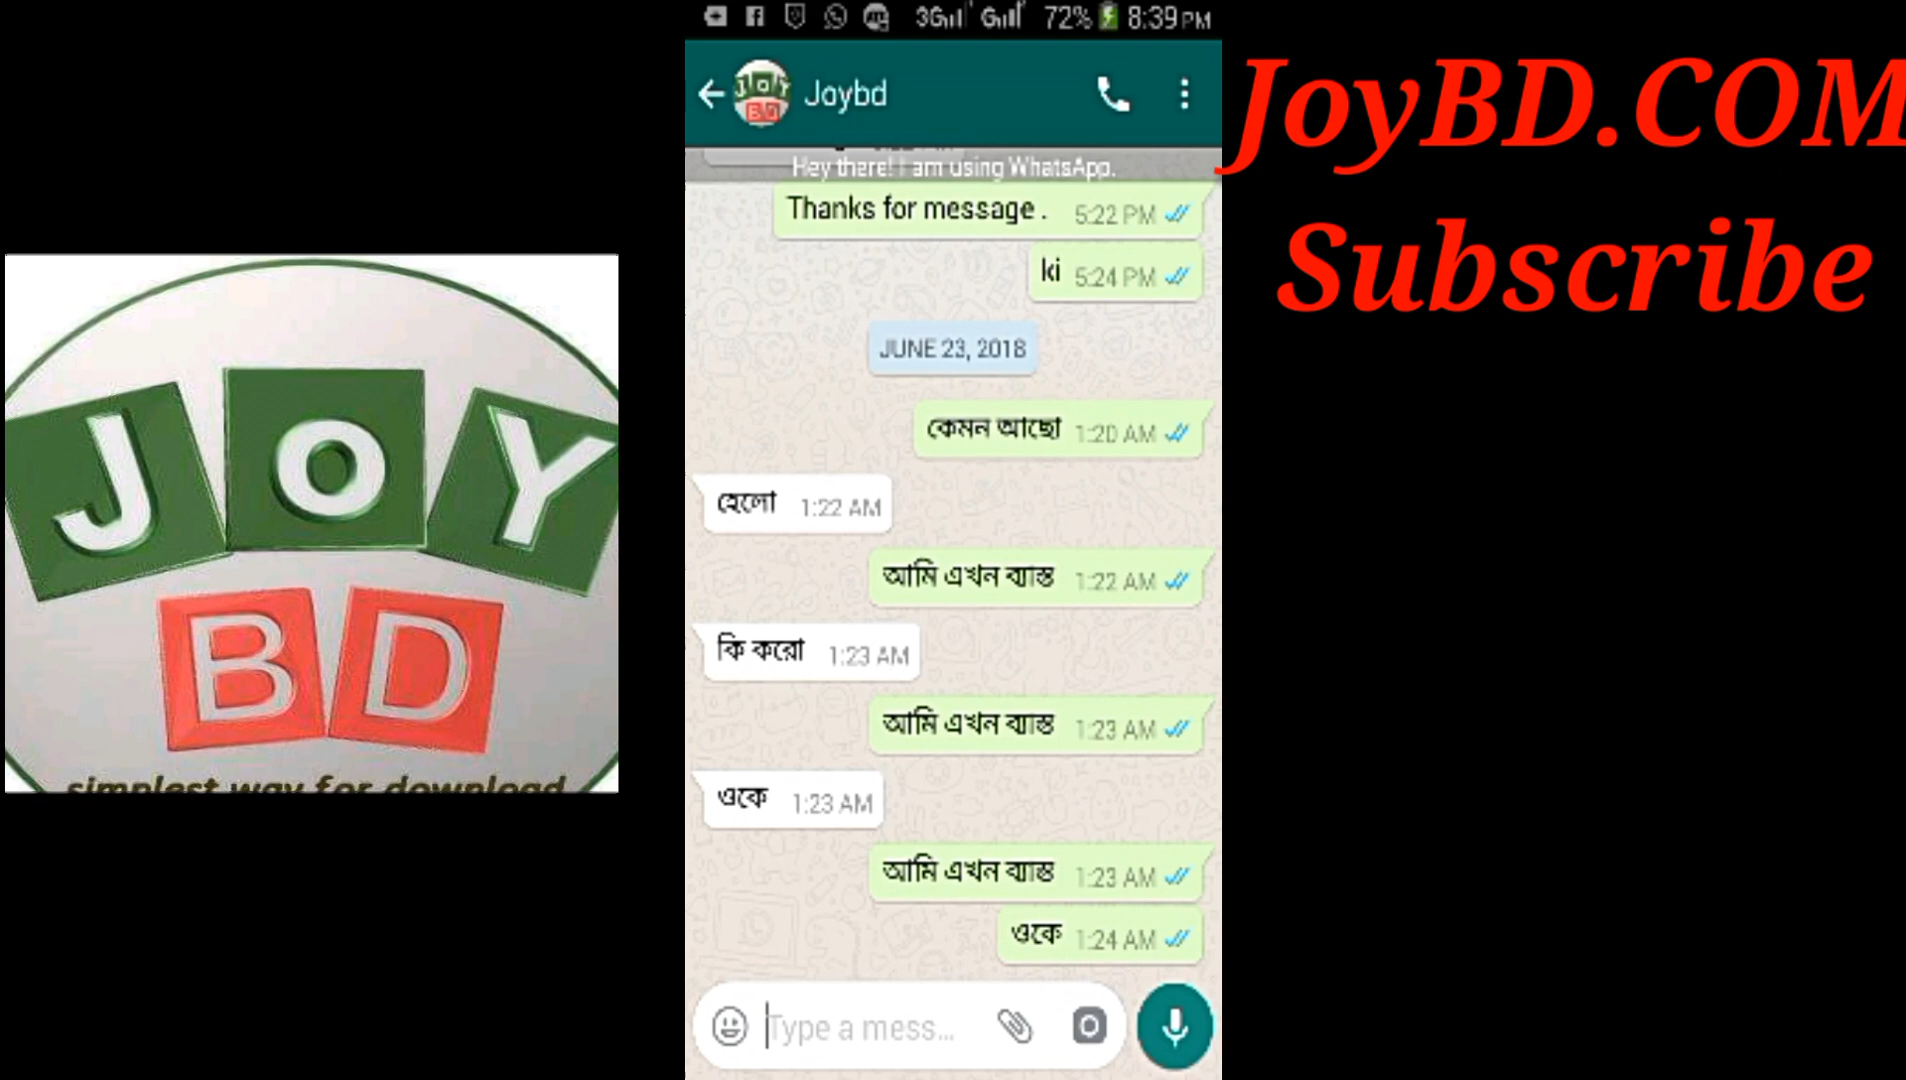 3G G 72% 8:39 PM
Joybd
Hey there! I am using WhatsApp.
Thanks for message . 5:22 PM
ki 5:24 PM
JUNE 23, 2018
কেমন আছো 1:20 AM
হেলো 1:22 AM
আমি এখন ব্যাস্ত 1:22 AM
কি করো 1:23 AM
আমি এখন ব্যাস্ত 1:23 AM
ওকে 1:23 AM
আমি এখন ব্যাস্ত 1:23 AM
ওকে 1:24 AM
Type a mess...
JOY
BD
simplest way for download
JoyBD.COM
Subscribe